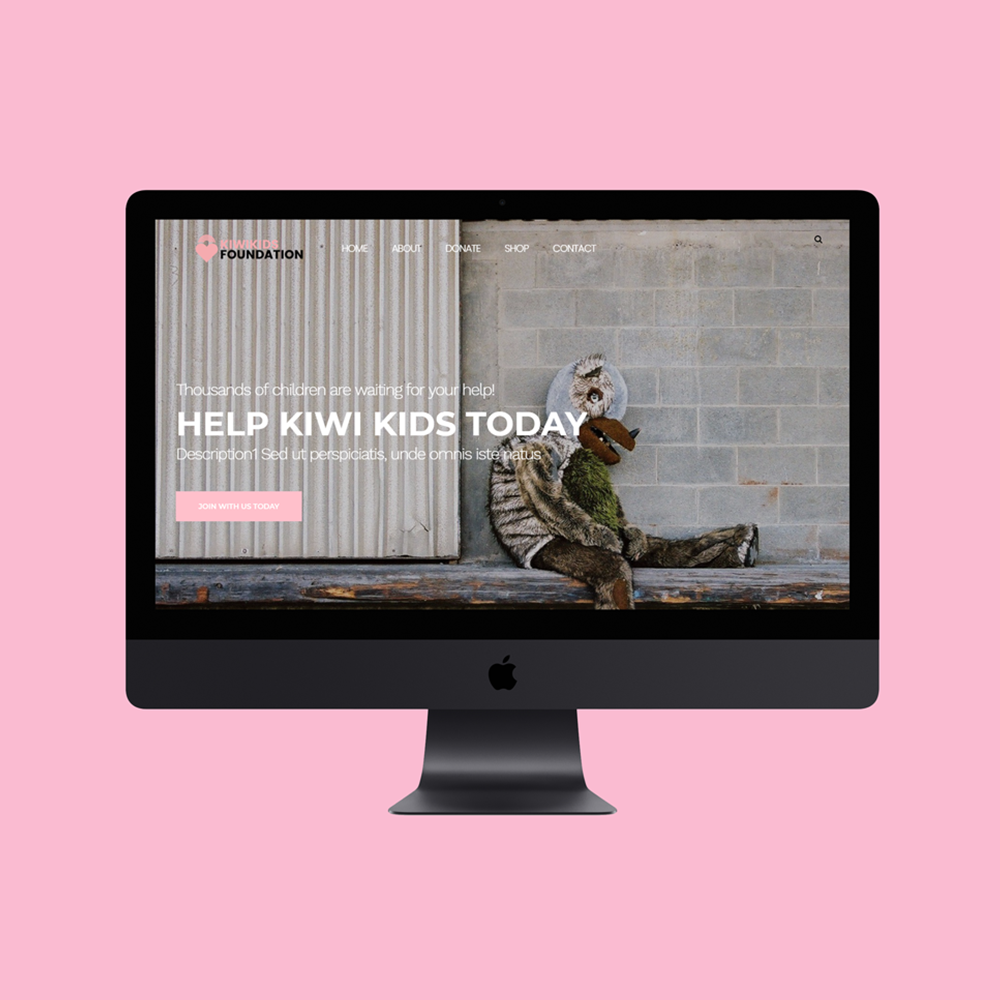 KIWIKIDS
FOUNDATION
HOME ABOUT DONATE SHOP CONTACT
Thousands of children are waiting for your help!
HELP KIWI KIDS TODAY
Description1 Sed ut perspiciatis, unde omnis iste natus
JOIN WITH US TODAY